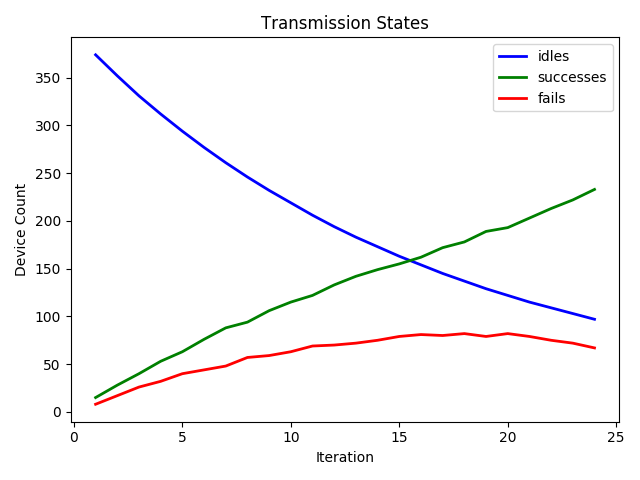 Transmission States
idles
successes
fails
Device Count
350
300
250
200
150
100
50
0
0 5 10 15 20 25
Iteration